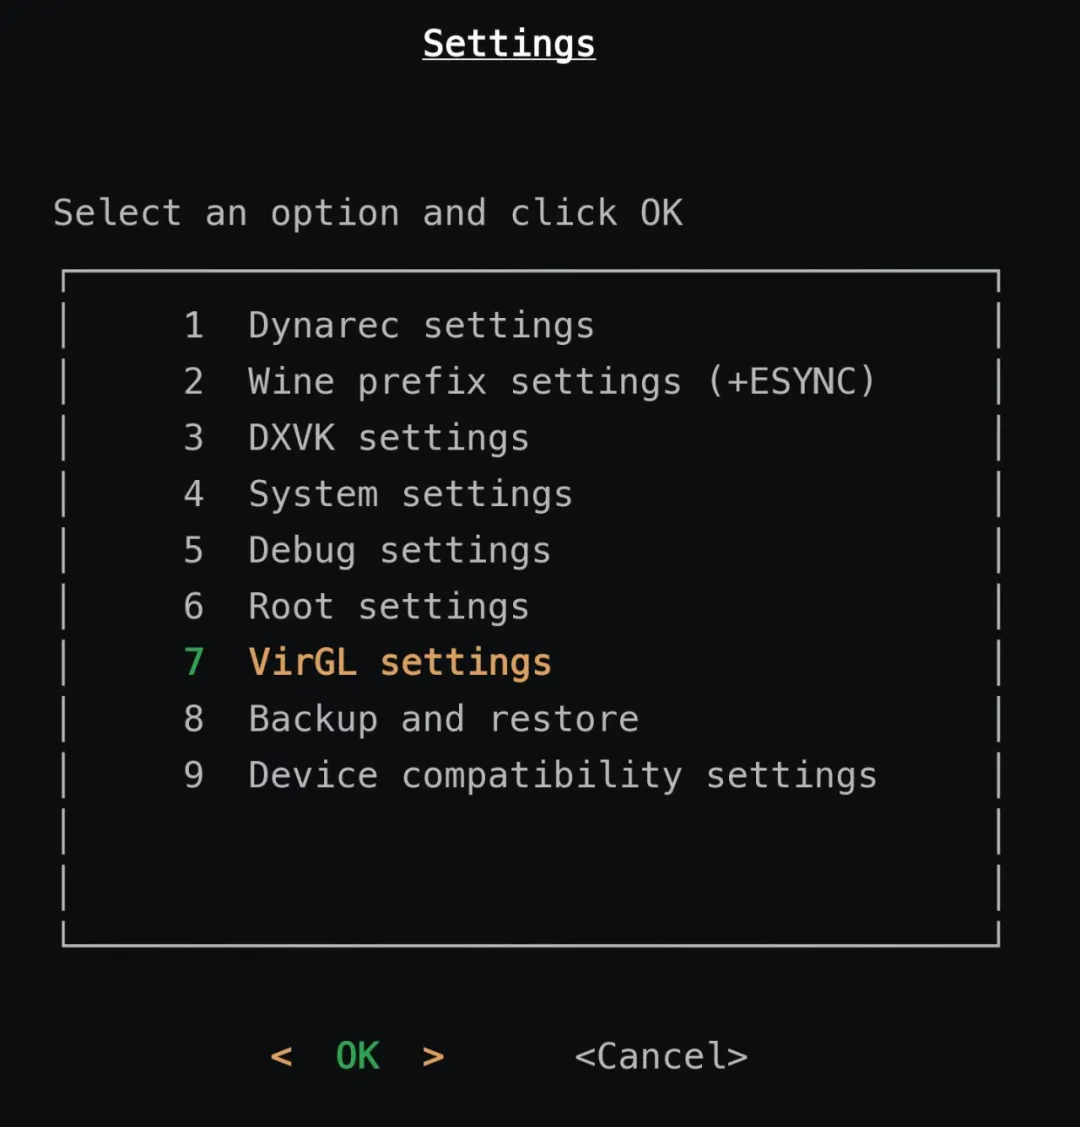 Settings
Select an option and click OK
1 Dynarec settings
2 Wine prefix settings (+ESYNC)
3 DXVK settings
4 System settings
5 Debug settings
6 Root settings
7 VirGL settings
8 Backup and restore
9 Device compatibility settings
< OK > <Cancel>